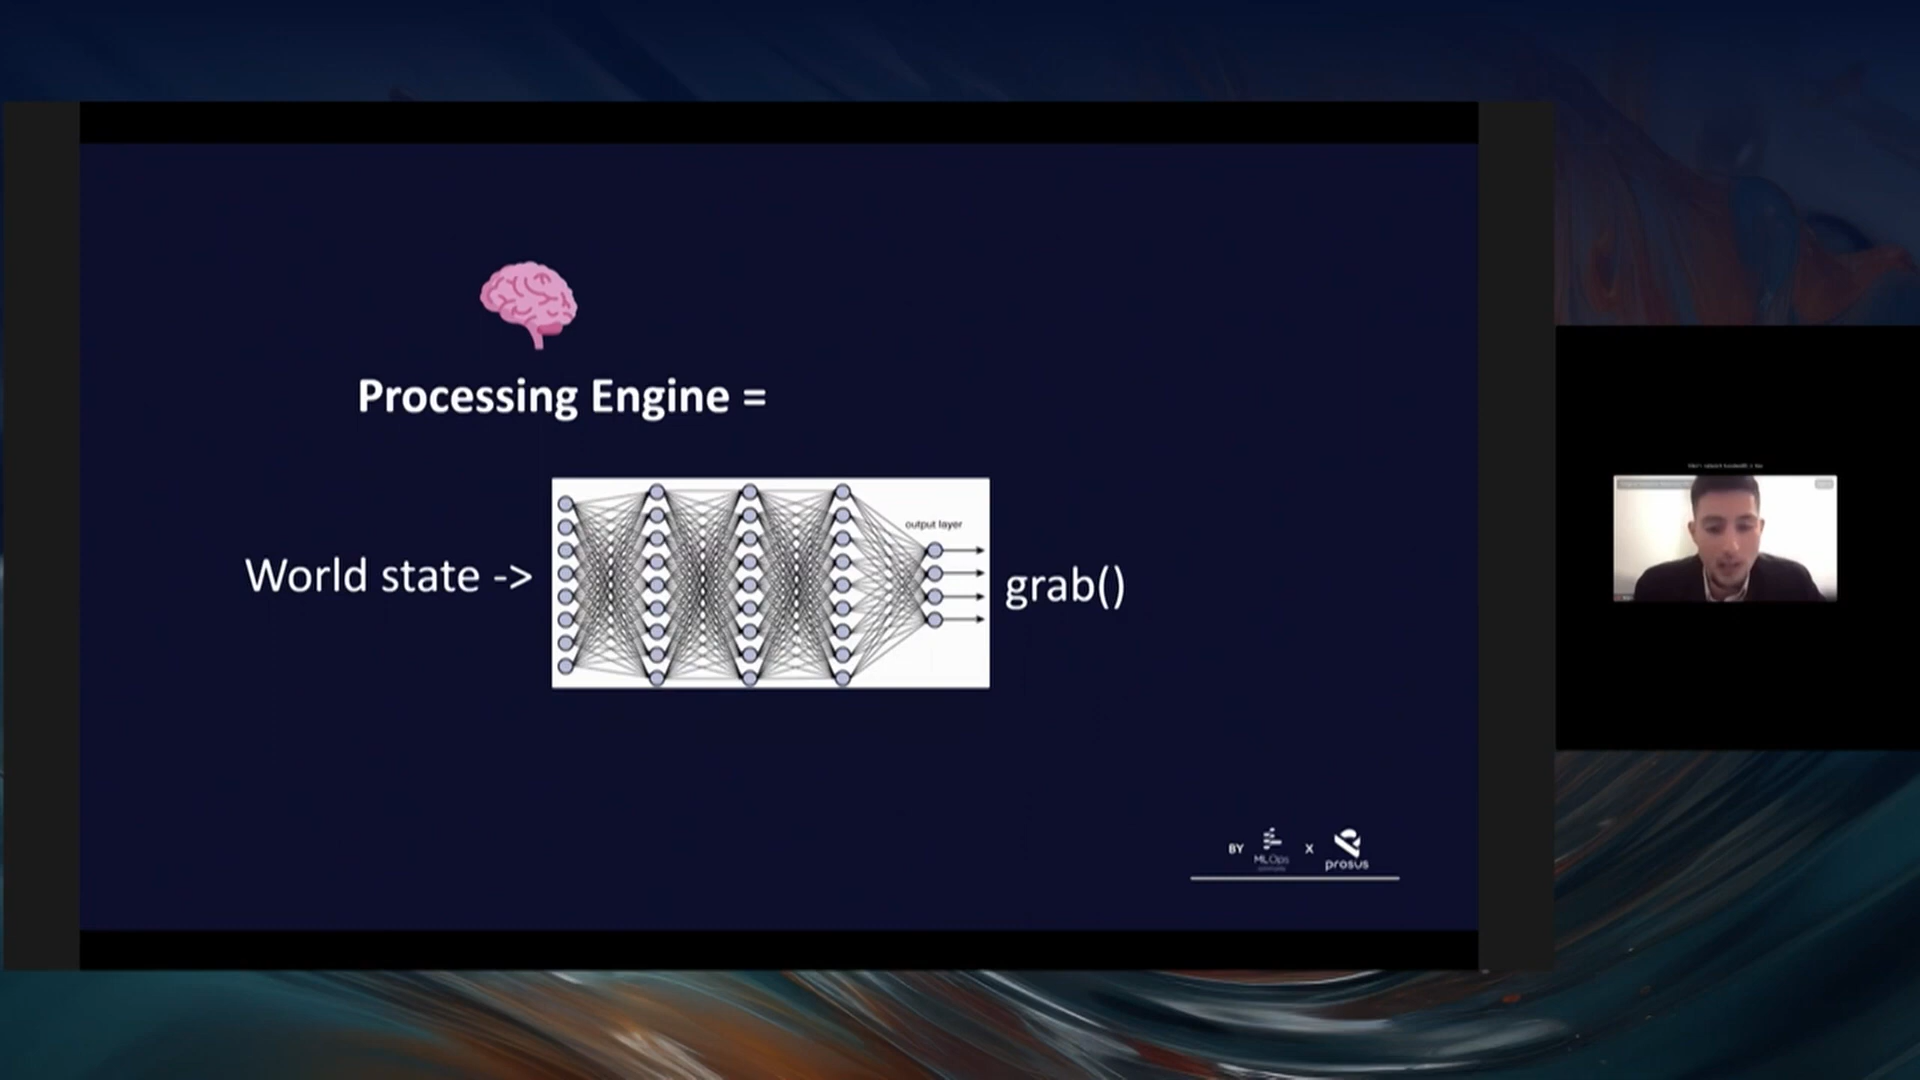 Processing Engine =
output layer
World state ->
grab()
BY
MLOps
X
prosus